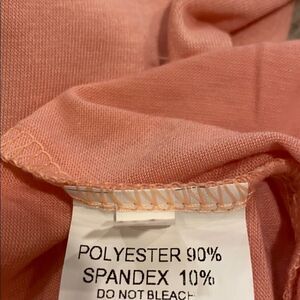 POLYESTER 90%
SPANDEX 10%
DO NOT BLEACH